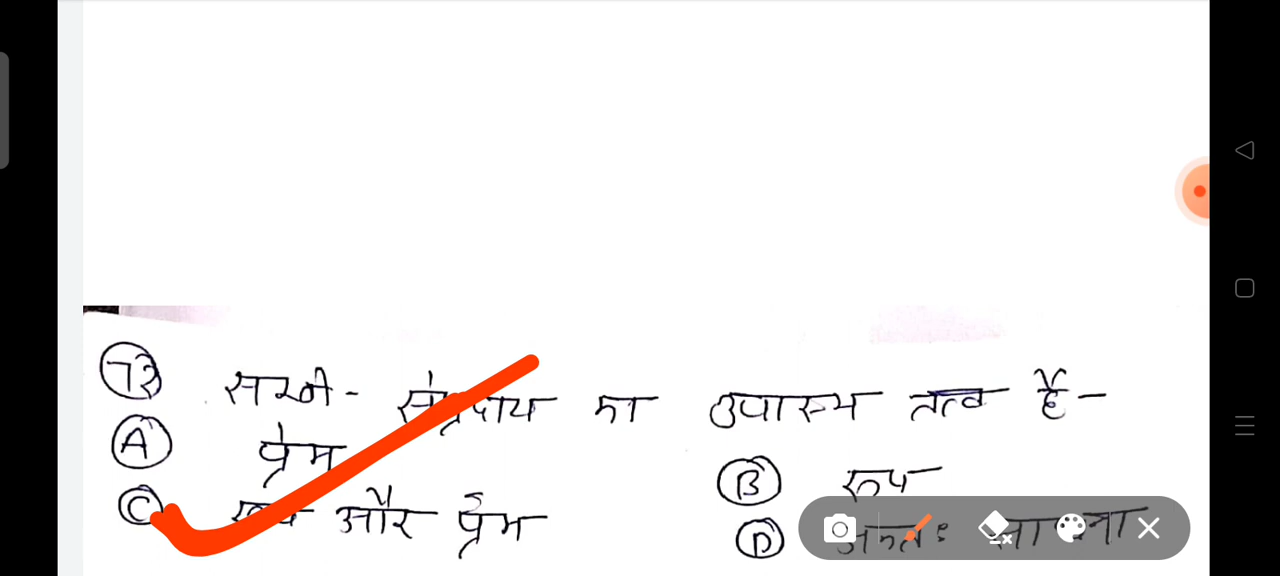 73 सखी - संप्रदाय का उपास्य तत्व है -
A प्रेम
B रूप
C रूप और प्रेम
D